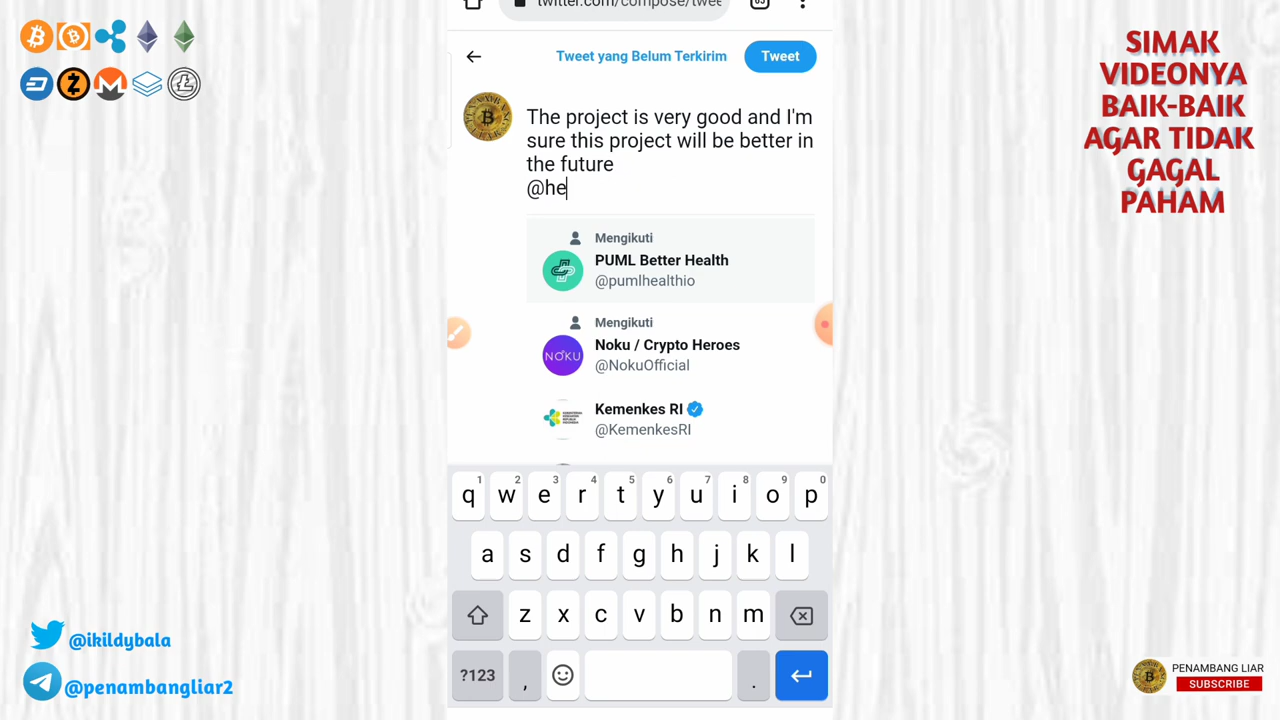 twitter.com/compose/twee
63
Tweet yang Belum Terkirim
Tweet
The project is very good and I'm
sure this project will be better in
the future
@he
Mengikuti
PUML Better Health
@pumlhealthio
Mengikuti
Noku / Crypto Heroes
@NokuOfficial
NOKU
Kemenkes RI
@KemenkesRI
1 2 3 4 5 6 7 8 9 0
q w e r t y u i o p
a s d f g h j k l
z x c v b n m
?123 , .
SIMAK
VIDEONYA
BAIK-BAIK
AGAR TIDAK
GAGAL
PAHAM
@ikildybala
@penambangliar2
PENAMBANG LIAR
SUBSCRIBE